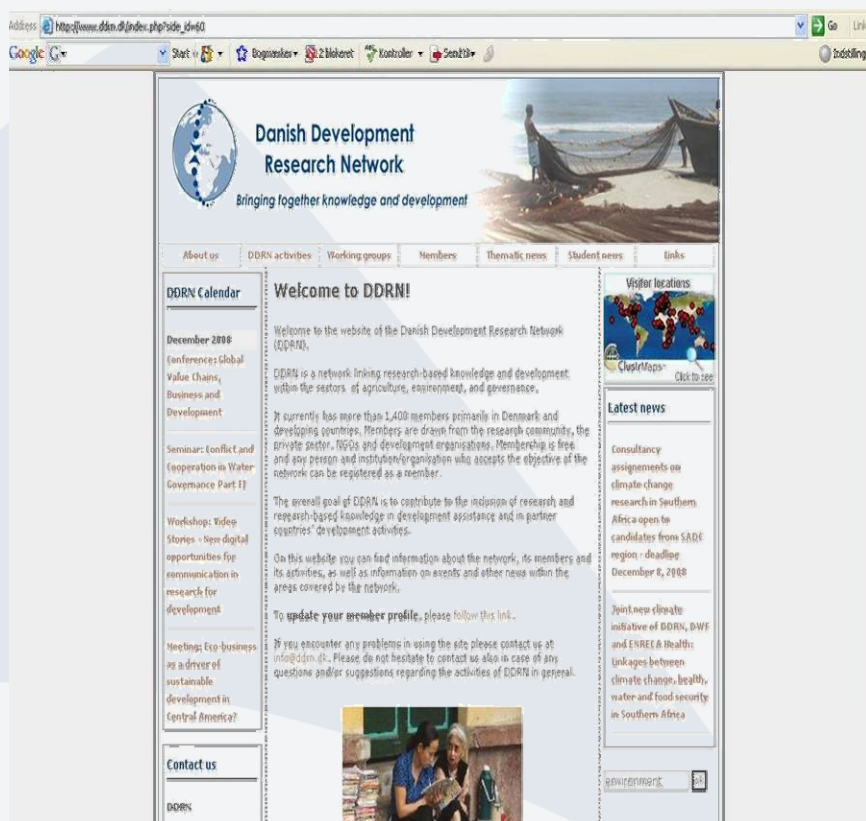 Address http://www.ddrn.dk/index.php?side_id=60 Go Link
Google G Start Bogmærker 2 blokeret Kontroller Send til Indstilling
Danish Development
Research Network
Bringing together knowledge and development
About us DDRN activities Working groups Members Thematic news Student news Links
DDRN Calendar
December 2008
Conference: Global
Value Chains,
Business and
Development
Seminar: Conflict and
Cooperation in Water
Governance Part II
Workshop: Video
Stories - New digital
opportunities for
communication in
research for
development
Meeting: Eco-business
as a driver of
sustainable
development in
Central America?
Contact us
DDRN
Welcome to DDRN!
Welcome to the website of the Danish Development Research Network
(DDRN).
DDRN is a network linking research-based knowledge and development
within the sectors of agriculture, environment, and governance.
It currently has more than 1,400 members primarily in Denmark and
developing countries. Members are drawn from the research community, the
private sector, NGOs and development organisations. Membership is free
and any person and institution/organisation who accepts the objective of the
network can be registered as a member.
The overall goal of DDRN is to contribute to the inclusion of research and
research-based knowledge in development assistance and in partner
countries' development activities.
On this website you can find information about the network, its members and
its activities, as well as information on events and other news within the
areas covered by the network.
To update your member profile, please follow this link.
If you encounter any problems in using the site please contact us at
info@ddrn.dk. Please do not hesitate to contact us also in case of any
questions and/or suggestions regarding the activities of DDRN in general.
Visitor locations
ClustrMaps
Click to see
Latest news
Consultancy
assignements on
climate change
research in Southern
Africa open to
candidates from SADC
region - deadline
December 8, 2008
Joint new climate
initiative of DDRN, DWF
and ENRECA Health:
Linkages between
climate change, health,
water and food security
in Southern Africa
environment ok